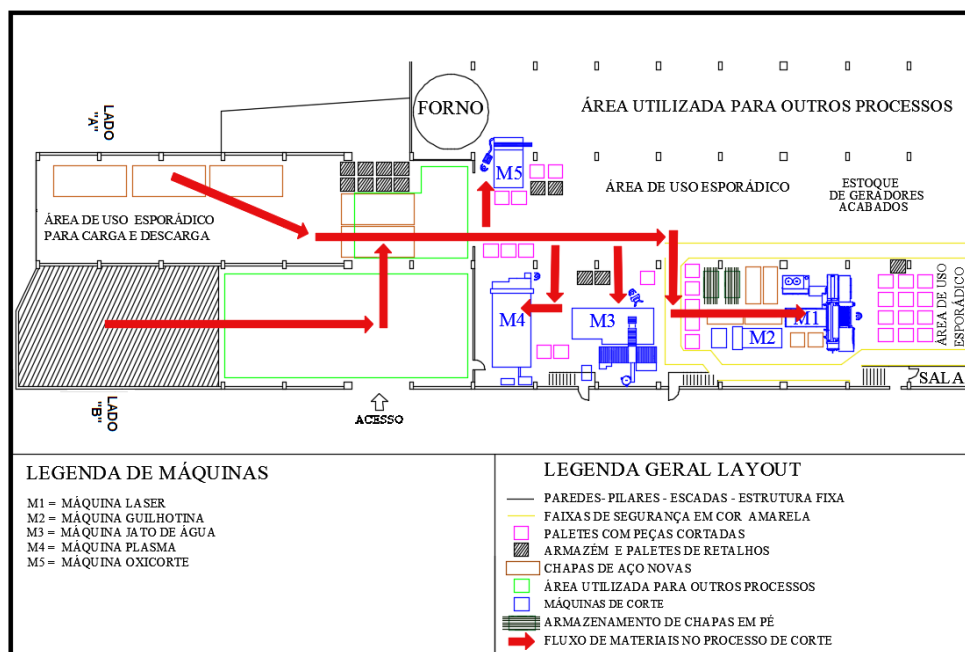 LADO
"A"
FORNO
ÁREA UTILIZADA PARA OUTROS PROCESSOS
M5
ÁREA DE USO ESPORÁDICO
ESTOQUE
DE GERADORES
ACABADOS
ÁREA DE USO ESPORÁDICO
PARA CARGA E DESCARGA
M4
M3
M2
M1
ÁREA DE USO
ESPORÁDICO
SALA
LADO
"B"
ACESSO
LEGENDA DE MÁQUINAS
M1 = MÁQUINA LASER
M2 = MÁQUINA GUILHOTINA
M3 = MÁQUINA JATO DE ÁGUA
M4 = MÁQUINA PLASMA
M5 = MÁQUINA OXICORTE
LEGENDA GERAL LAYOUT
PAREDES- PILARES - ESCADAS - ESTRUTURA FIXA
FAIXAS DE SEGURANÇA EM COR AMARELA
PALETES COM PEÇAS CORTADAS
ARMAZÉM E PALETES DE RETALHOS
CHAPAS DE AÇO NOVAS
ÁREA UTILIZADA PARA OUTROS PROCESSOS
MÁQUINAS DE CORTE
ARMAZENAMENTO DE CHAPAS EM PÉ
FLUXO DE MATERIAIS NO PROCESSO DE CORTE